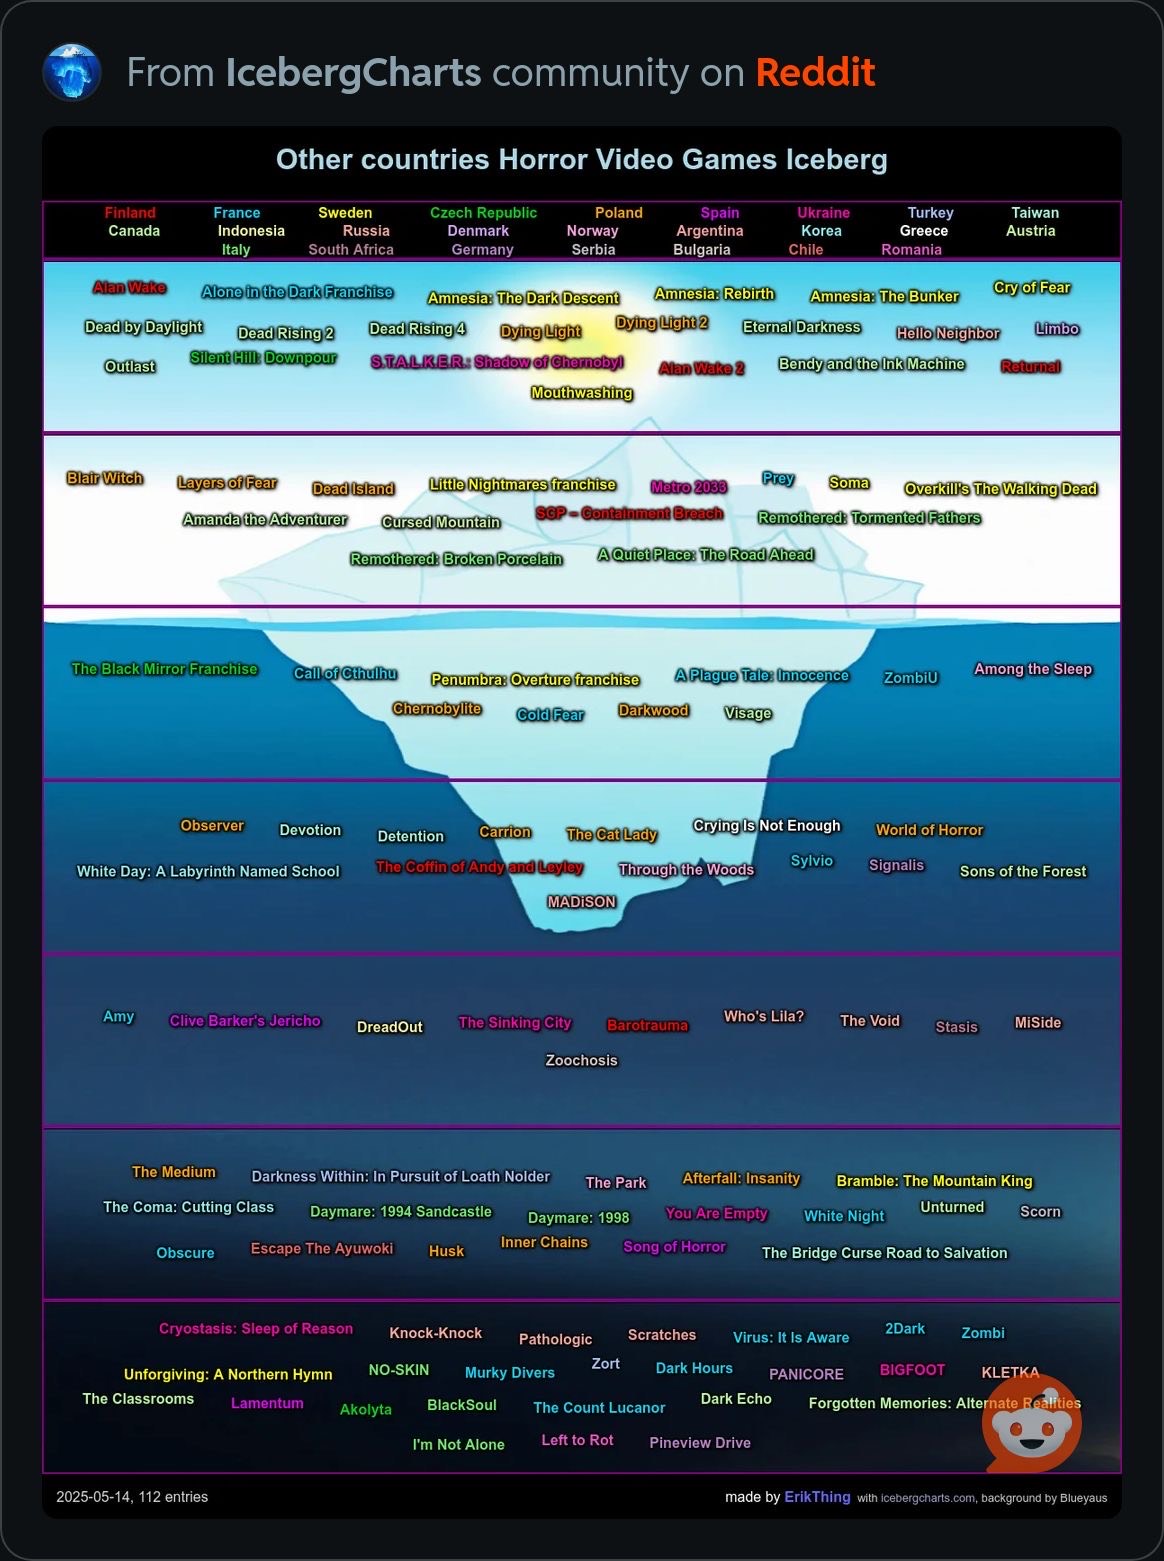 From IcebergCharts community on Reddit
Other countries Horror Video Games Iceberg
Finland France Sweden Czech Republic Poland Spain Ukraine Turkey Taiwan
Canada Indonesia Russia Denmark Norway Argentina Korea Greece Austria
Italy South Africa Germany Serbia Bulgaria Chile Romania
Alan Wake Alone in the Dark Franchise Amnesia: The Dark Descent Amnesia: Rebirth Amnesia: The Bunker Cry of Fear
Dead by Daylight Dead Rising 2 Dead Rising 4 Dying Light Dying Light 2 Eternal Darkness Hello Neighbor Limbo
Outlast Silent Hill: Downpour S.T.A.L.K.E.R.: Shadow of Chernobyl Alan Wake 2 Bendy and the Ink Machine Returnal
Mouthwashing
Blair Witch Layers of Fear Dead Island Little Nightmares franchise Metro 2033 Prey Soma Overkill's The Walking Dead
Amanda the Adventurer Cursed Mountain SCP – Containment Breach Remothered: Tormented Fathers
Remothered: Broken Porcelain A Quiet Place: The Road Ahead
The Black Mirror Franchise Call of Cthulhu Penumbra: Overture franchise A Plague Tale: Innocence ZombiU Among the Sleep
Chernobylite Cold Fear Darkwood Visage
Observer Devotion Detention Carrion The Cat Lady Crying Is Not Enough World of Horror
White Day: A Labyrinth Named School The Coffin of Andy and Leyley Through the Woods Sylvio Signalis Sons of the Forest
MADiSON
Amy Clive Barker's Jericho DreadOut The Sinking City Barotrauma Who's Lila? The Void Stasis MiSide
Zoochosis
The Medium Darkness Within: In Pursuit of Loath Nolder The Park Afterfall: Insanity Bramble: The Mountain King
The Coma: Cutting Class Daymare: 1994 Sandcastle Daymare: 1998 You Are Empty White Night Unturned Scorn
Obscure Escape The Ayuwoki Husk Inner Chains Song of Horror The Bridge Curse Road to Salvation
Cryostasis: Sleep of Reason Knock-Knock Pathologic Scratches Virus: It Is Aware 2Dark Zombi
Unforgiving: A Northern Hymn NO-SKIN Murky Divers Zort Dark Hours PANICORE BIGFOOT KLETKA
The Classrooms Lamentum Akolyta BlackSoul The Count Lucanor Dark Echo Forgotten Memories: Alternate Realities
I'm Not Alone Left to Rot Pineview Drive
2025-05-14, 112 entries made by ErikThing with icebergcharts.com, background by Blueyaus